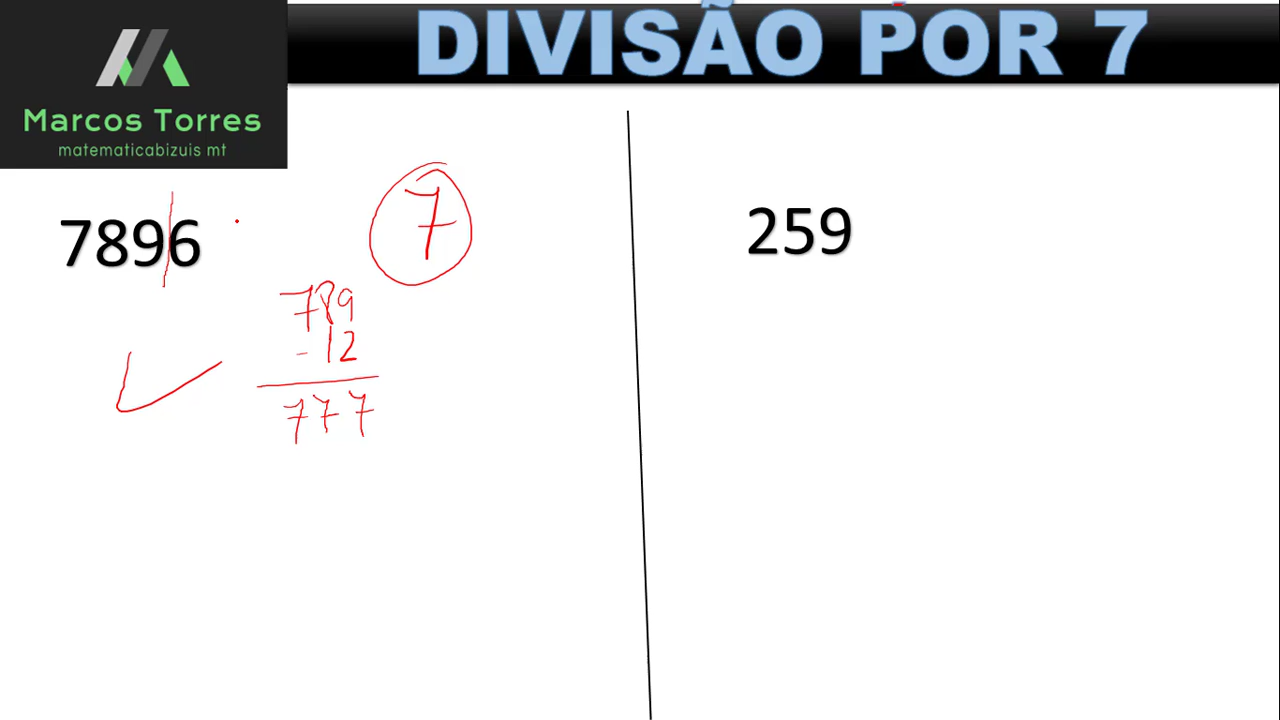 DIVISÃO POR 7
Marcos Torres
matematicabizuis mt
7896
7
789
-12
777
259